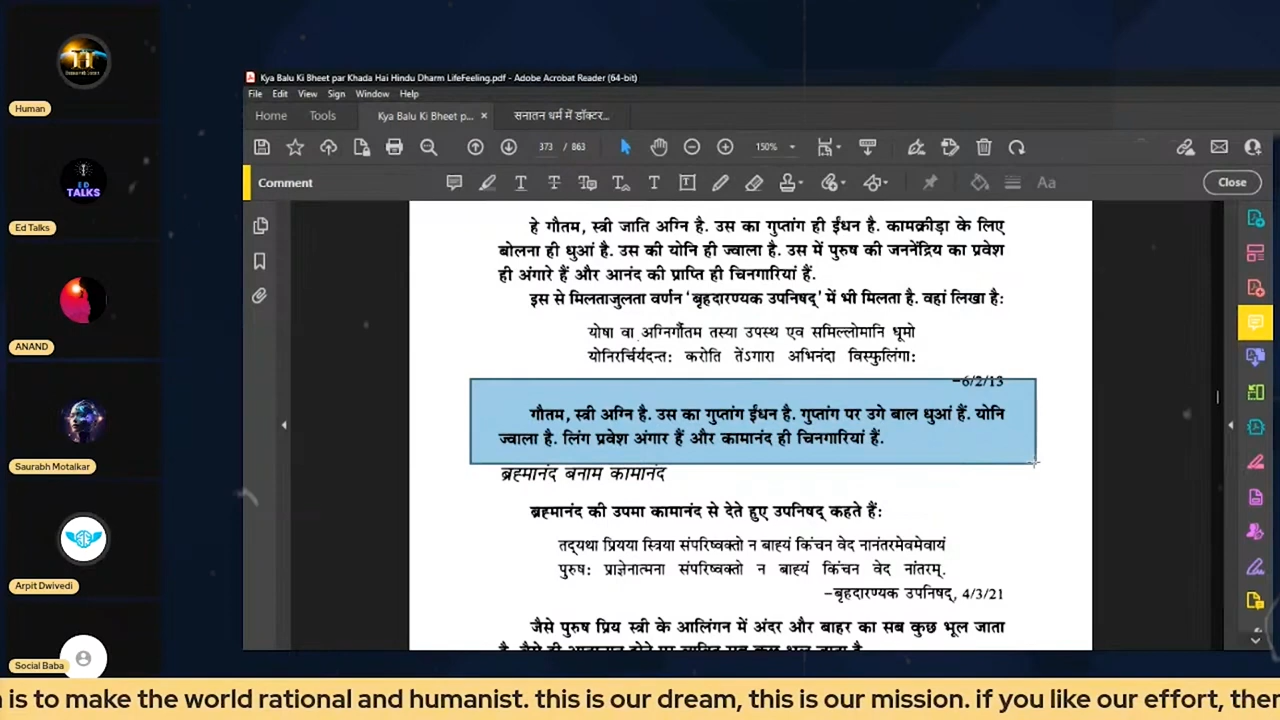 Human
ED
TALKS
Ed Talks
ANAND
Saurabh Motalkar
Arpit Dwivedi
Social Baba
Kya Balu Ki Bheet par Khada Hai Hindu Dharm LifeFeeling.pdf - Adobe Acrobat Reader (64-bit)
File Edit View Sign Window Help
Home Tools Kya Balu Ki Bheet p... × सनातन धर्म में डॉक्टर...
373 / 863 150%
Comment Aa Close
हे गौतम, स्त्री जाति अग्नि है. उस का गुप्तांग ही ईंधन है. कामक्रीड़ा के लिए
बोलना ही धुआं है. उस की योनि ही ज्वाला है. उस में पुरुष की जननेंद्रिय का प्रवेश
ही अंगारे हैं और आनंद की प्राप्ति ही चिनगारियां हैं.
इस से मिलताजुलता वर्णन ‘बृहदारण्यक उपनिषद्’ में भी मिलता है. वहां लिखा है:
योषा वा अग्निर्गौतम तस्या उपस्थ एव समिल्लोमानि धूमो
योनिरर्चिर्यदन्तः करोति तेंऽगारा अभिनंदा विस्फुलिंगाः
–6/2/13
गौतम, स्त्री अग्नि है. उस का गुप्तांग ईंधन है. गुप्तांग पर उगे बाल धुआं हैं. योनि
ज्वाला है. लिंग प्रवेश अंगार हैं और कामानंद ही चिनगारियां हैं.
ब्रह्मानंद बनाम कामानंद
ब्रह्मानंद की उपमा कामानंद से देते हुए उपनिषद् कहते हैं:
तद्यथा प्रियया स्त्रिया संपरिष्वक्तो न बाह्यं किंचन वेद नानंतरमेवमेवायं
पुरुषः प्राज्ञेनात्मना संपरिष्वक्तो न बाह्यं किंचन वेद नांतरम्.
–बृहदारण्यक उपनिषद्, 4/3/21
जैसे पुरुष प्रिय स्त्री के आलिंगन में अंदर और बाहर का सब कुछ भूल जाता
is to make the world rational and humanist. this is our dream, this is our mission. if you like our effort, then